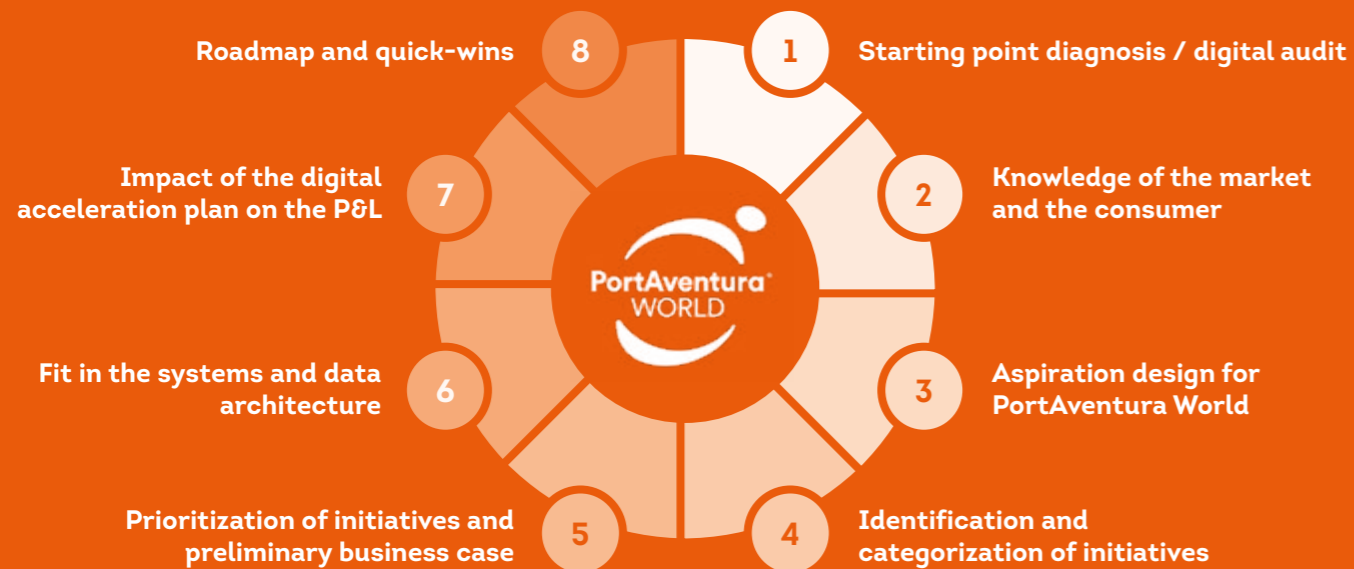 1
Starting point diagnosis / digital audit
2
Knowledge of the market
and the consumer
3
Aspiration design for
PortAventura World
4
Identification and
categorization of initiatives
5
Prioritization of initiatives and
preliminary business case
6
Fit in the systems and data
architecture
7
Impact of the digital
acceleration plan on the P&L
8
Roadmap and quick-wins
PortAventura®
WORLD